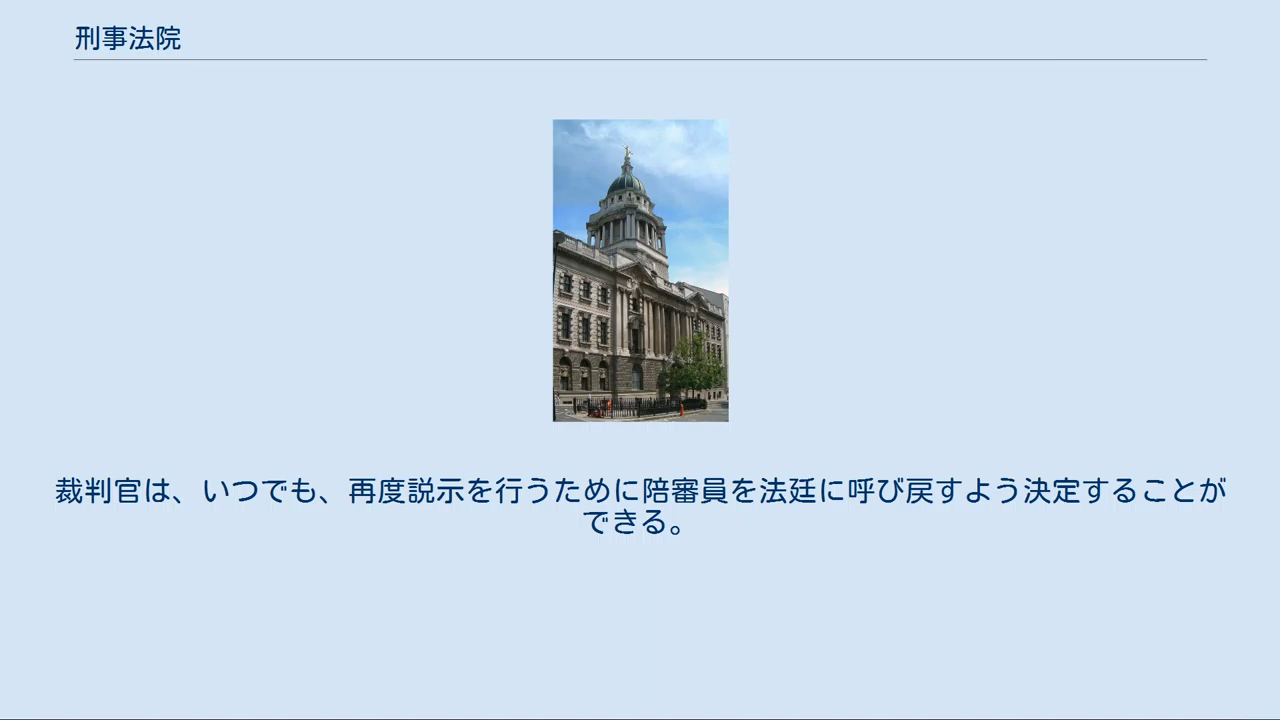 刑事法院
裁判官は、いつでも、再度説示を行うために陪審員を法廷に呼び戻すよう決定することが
できる。